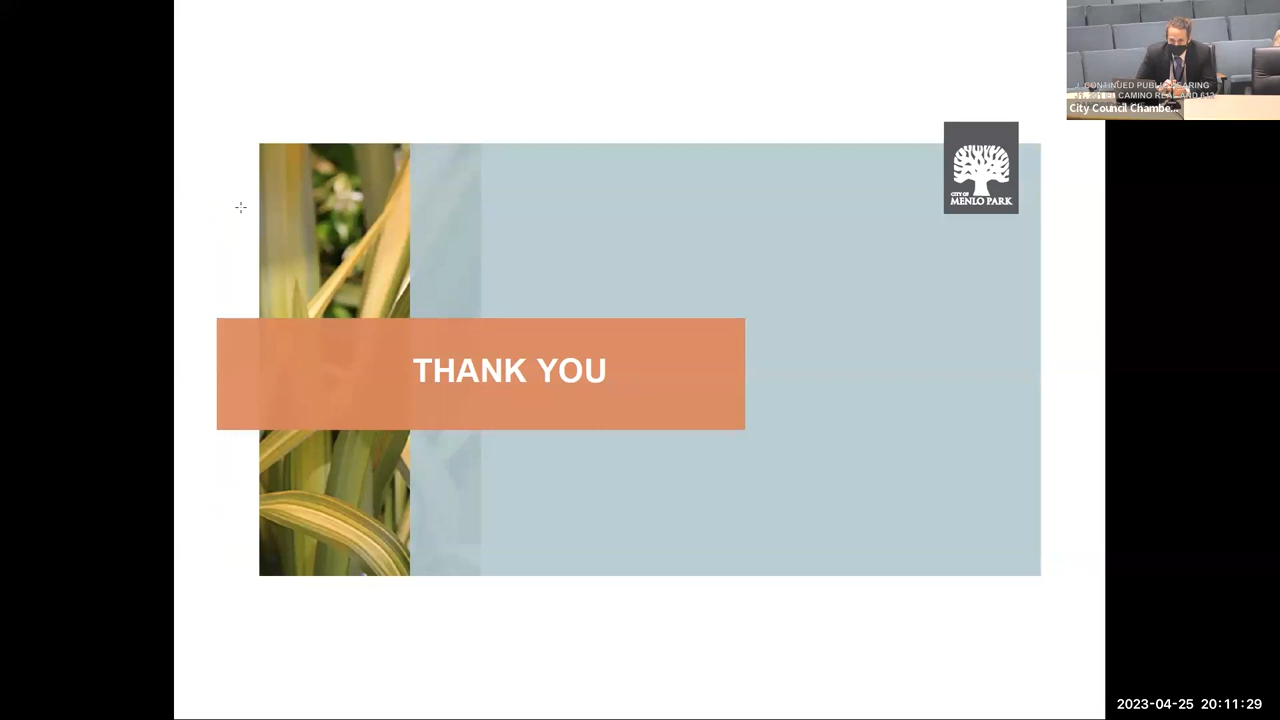 J. CONTINUED PUBLIC HEARING
CAMINO REAL AND 612
City Council Chambe...
CITY OF
MENLO PARK
THANK YOU
2023-04-25 20:11:29